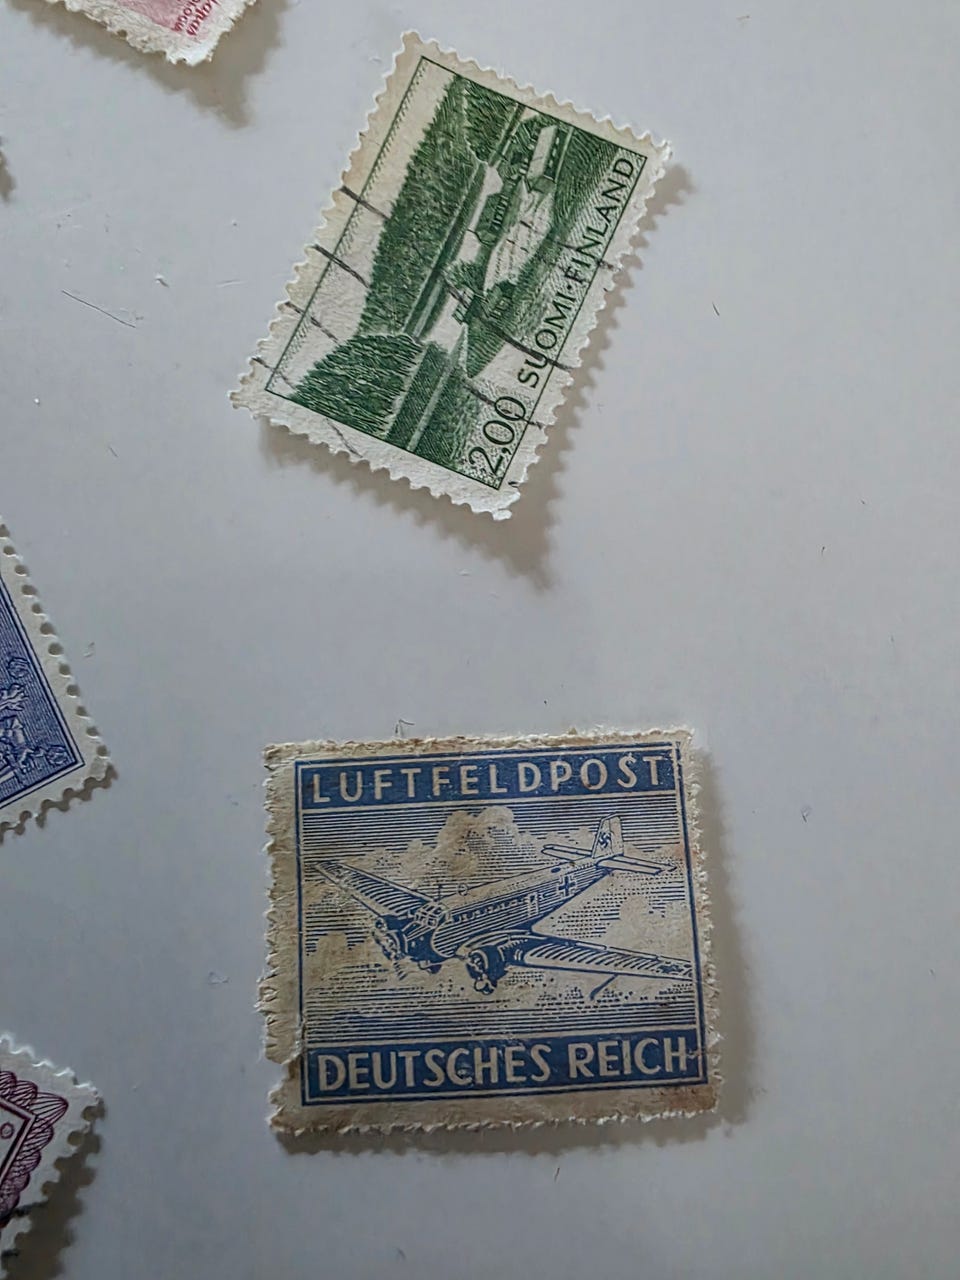 2,00 SUOMI·FINLAND
LUFTFELDPOST
DEUTSCHES REICH